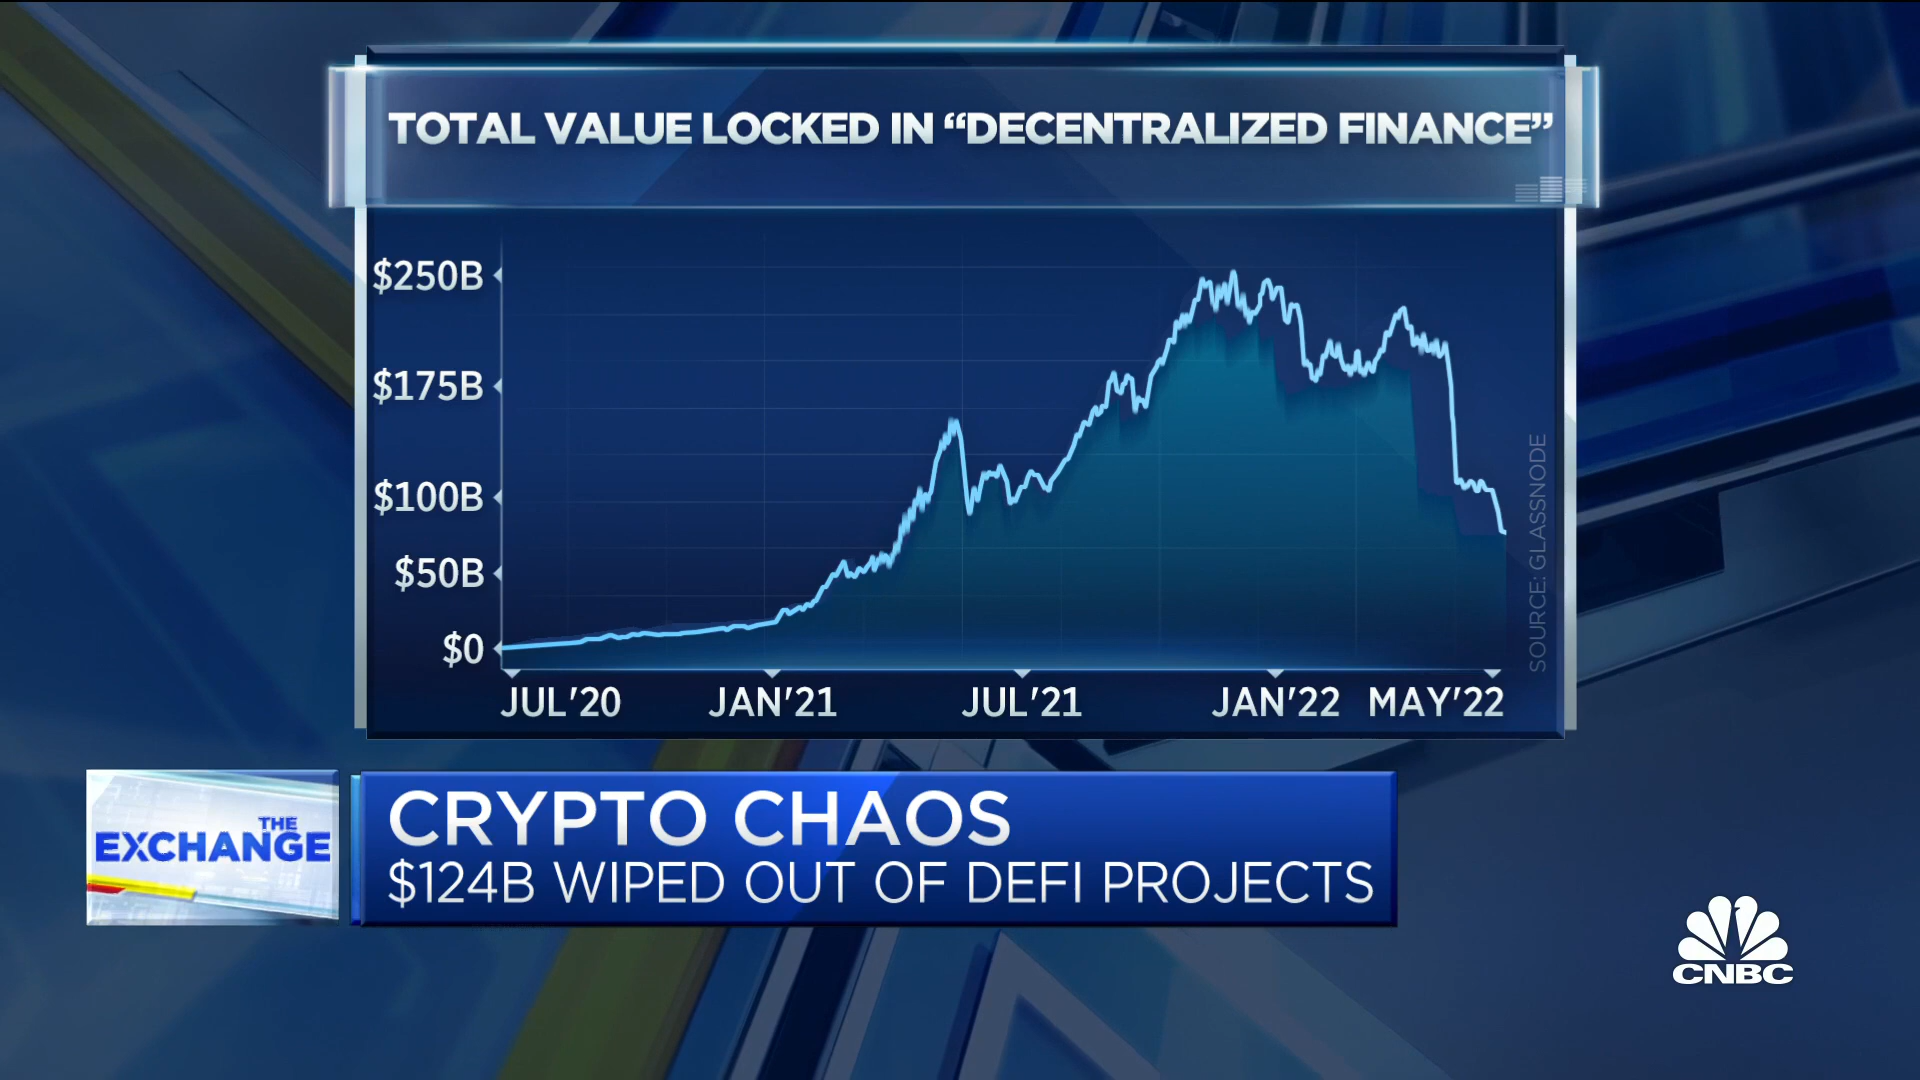 TOTAL VALUE LOCKED IN “DECENTRALIZED FINANCE”
$250B
$175B
$100B
$50B
$0
JUL'20 JAN'21 JUL'21 JAN'22 MAY'22
SOURCE: GLASSNODE
THE
EXCHANGE
CRYPTO CHAOS
$124B WIPED OUT OF DEFI PROJECTS
CNBC